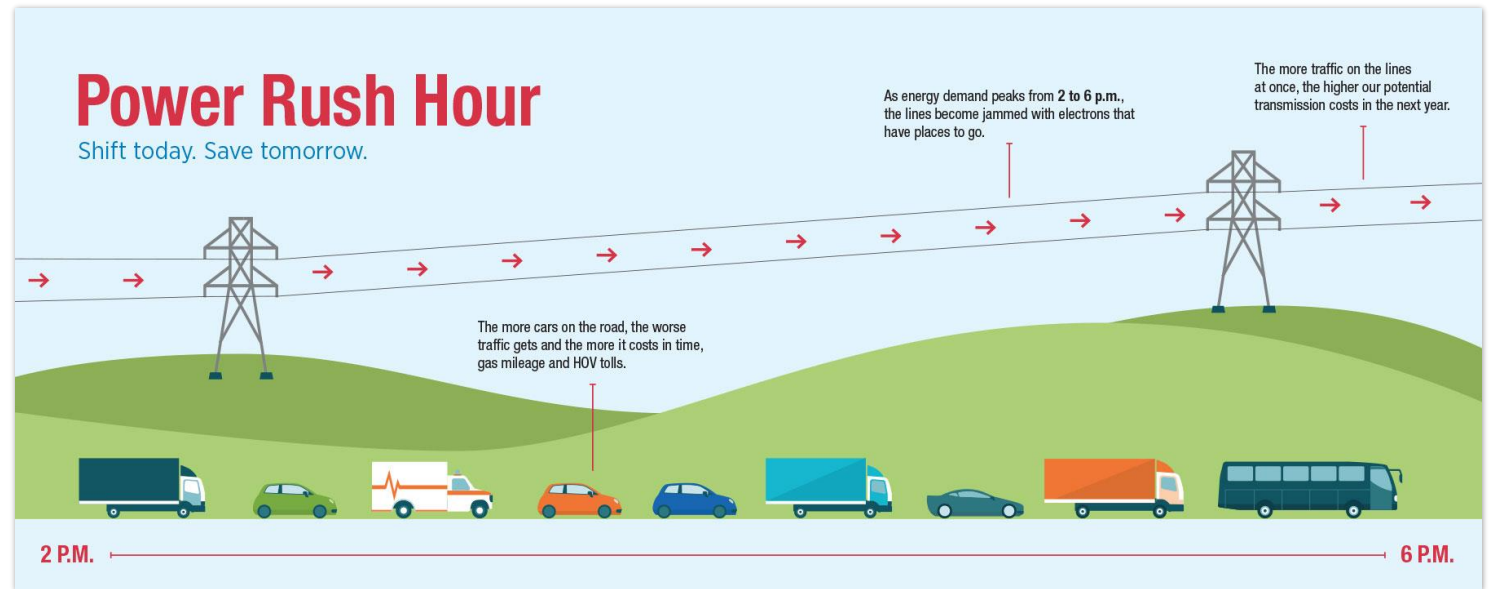 Power Rush Hour
Shift today. Save tomorrow.
As energy demand peaks from 2 to 6 p.m.,
the lines become jammed with electrons that
have places to go.
The more traffic on the lines
at once, the higher our potential
transmission costs in the next year.
The more cars on the road, the worse
traffic gets and the more it costs in time,
gas mileage and HOV tolls.
2 P.M.
6 P.M.